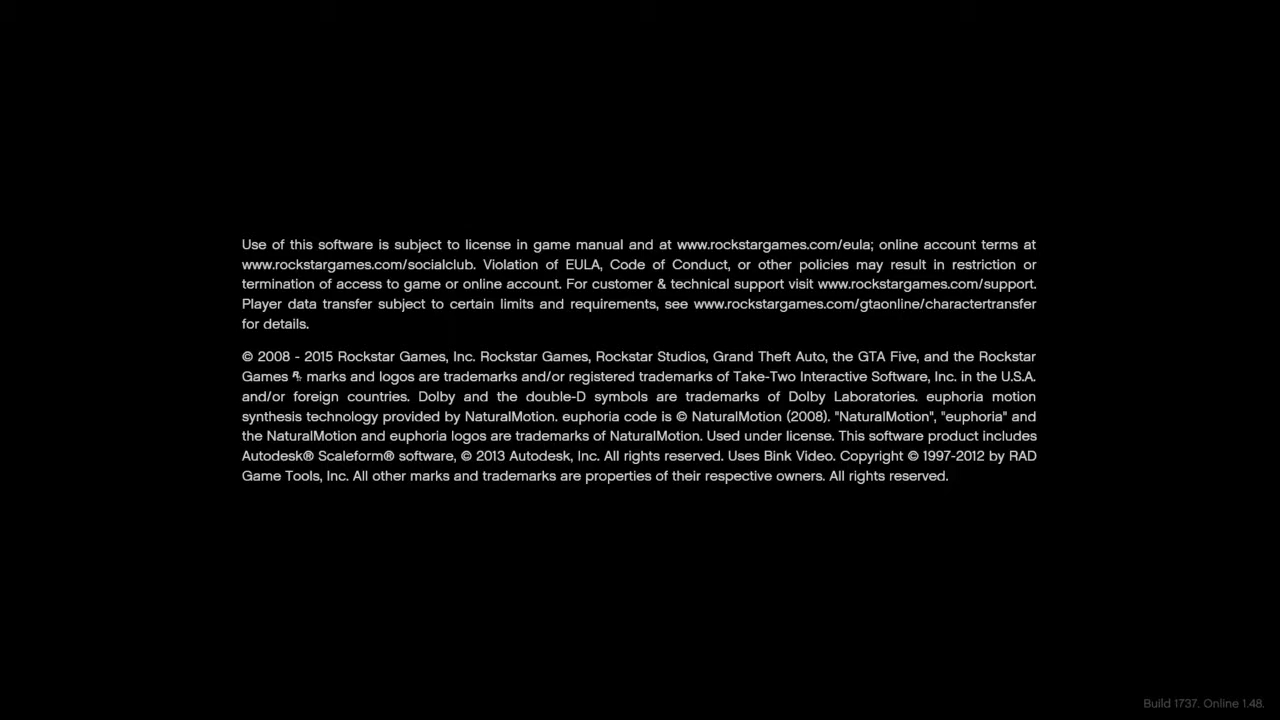 Use of this software is subject to license in game manual and at www.rockstargames.com/eula; online account terms at
www.rockstargames.com/socialclub. Violation of EULA, Code of Conduct, or other policies may result in restriction or
termination of access to game or online account. For customer & technical support visit www.rockstargames.com/support.
Player data transfer subject to certain limits and requirements, see www.rockstargames.com/gtaonline/charactertransfer
for details.
© 2008 - 2015 Rockstar Games, Inc. Rockstar Games, Rockstar Studios, Grand Theft Auto, the GTA Five, and the Rockstar
Games R* marks and logos are trademarks and/or registered trademarks of Take-Two Interactive Software, Inc. in the U.S.A.
and/or foreign countries. Dolby and the double-D symbols are trademarks of Dolby Laboratories. euphoria motion
synthesis technology provided by NaturalMotion. euphoria code is © NaturalMotion (2008). "NaturalMotion", "euphoria" and
the NaturalMotion and euphoria logos are trademarks of NaturalMotion. Used under license. This software product includes
Autodesk® Scaleform® software, © 2013 Autodesk, Inc. All rights reserved. Uses Bink Video. Copyright © 1997-2012 by RAD
Game Tools, Inc. All other marks and trademarks are properties of their respective owners. All rights reserved.
Build 1737. Online 1.48.